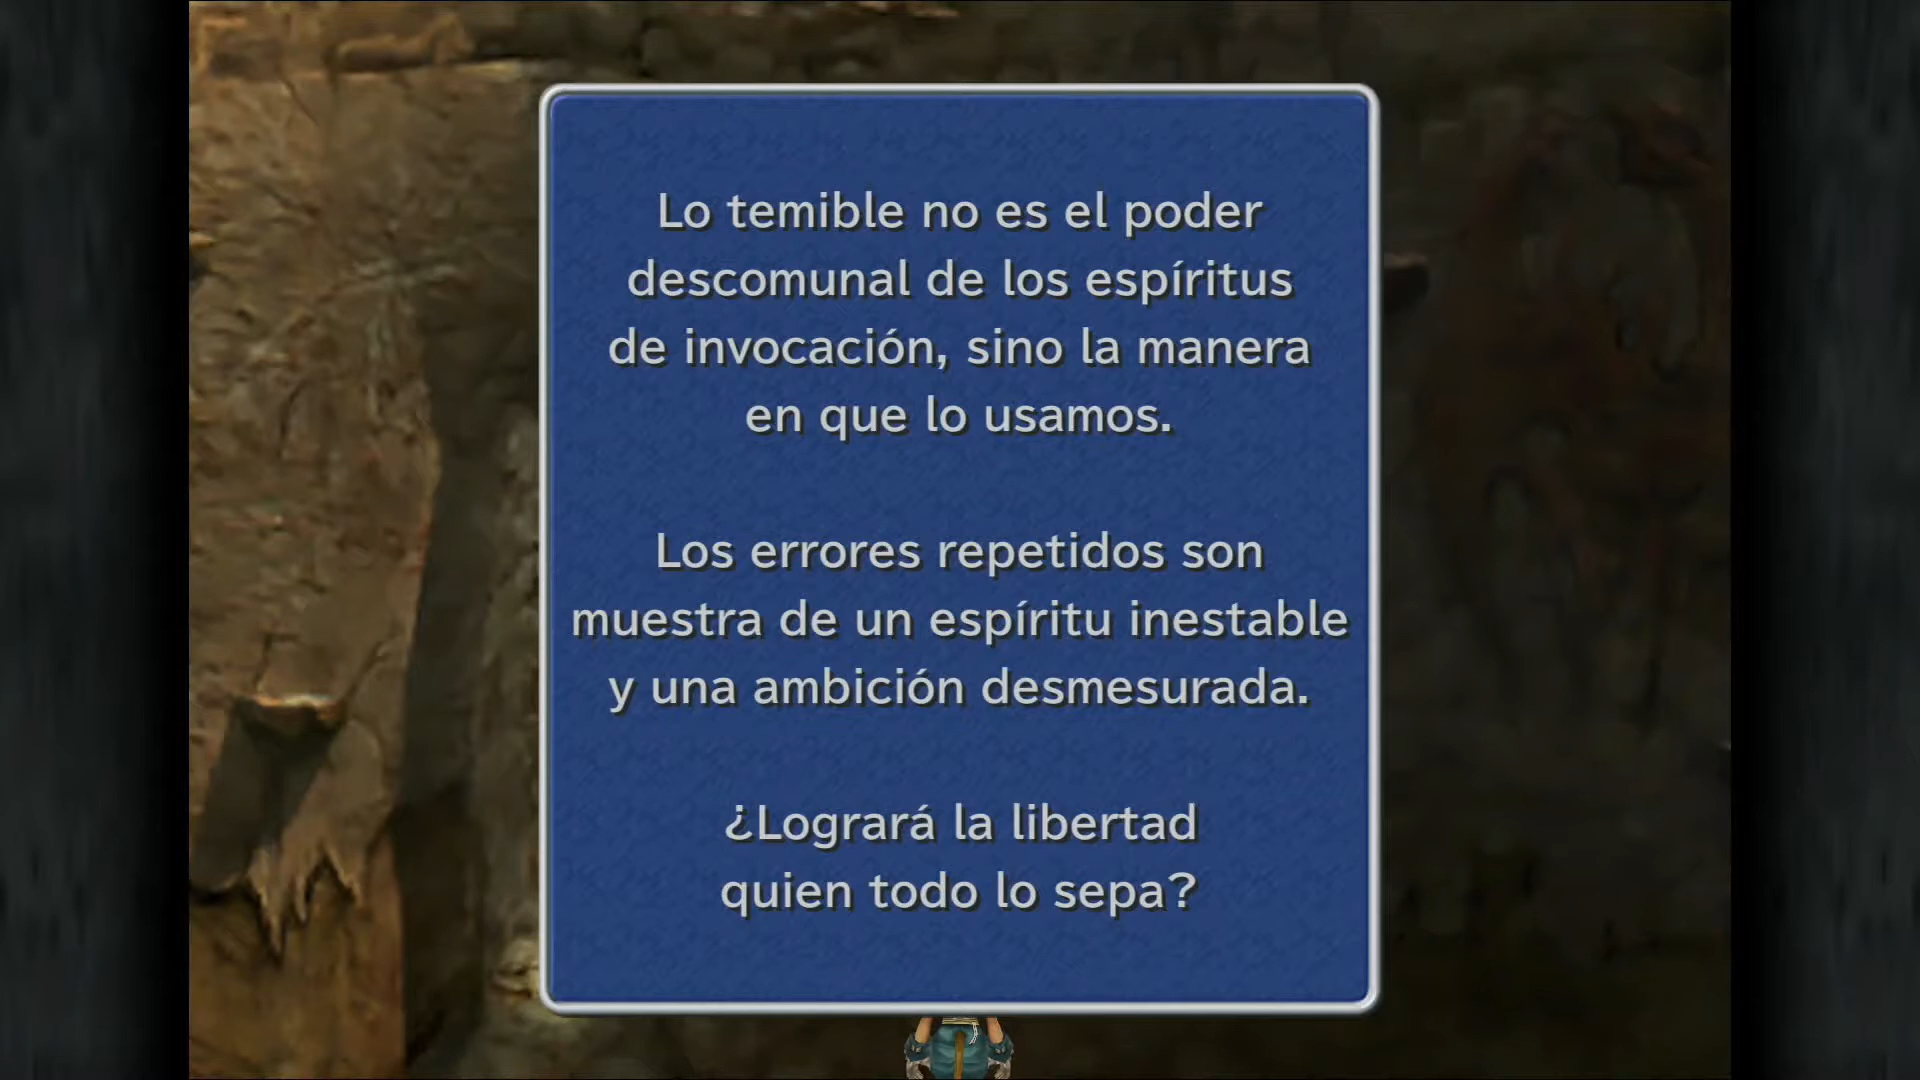 Lo temible no es el poder
descomunal de los espíritus
de invocación, sino la manera
en que lo usamos.
Los errores repetidos son
muestra de un espíritu inestable
y una ambición desmesurada.
¿Logrará la libertad
quien todo lo sepa?